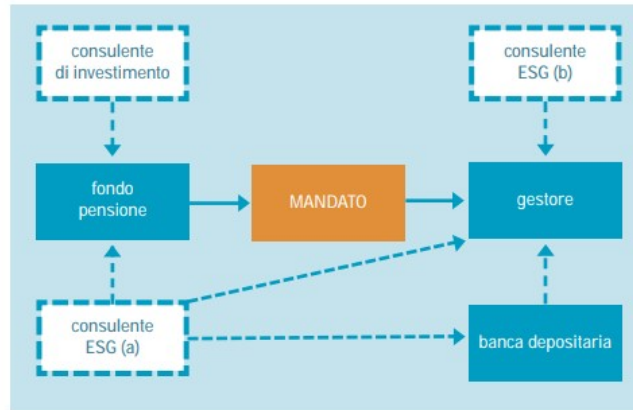 consulente
di investimento
consulente
ESG (b)
fondo
pensione
MANDATO
gestore
consulente
ESG (a)
banca depositaria